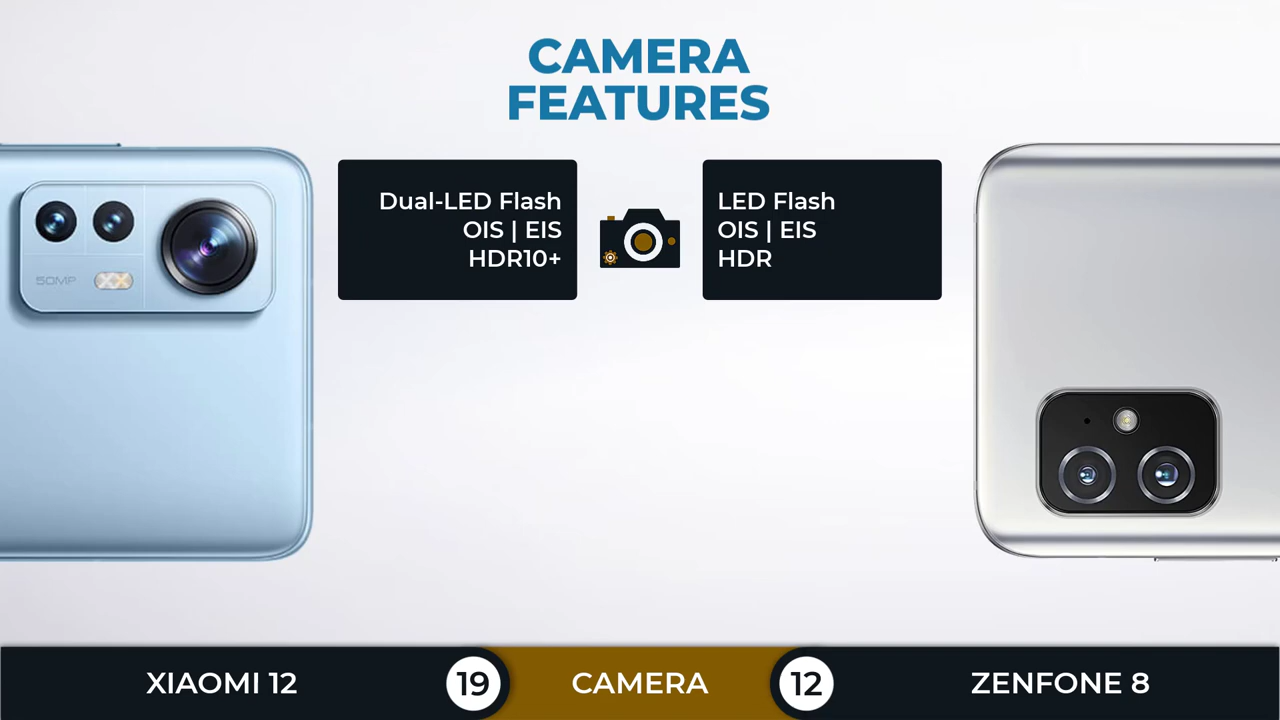 CAMERA
FEATURES
Dual-LED Flash
OIS | EIS
HDR10+
LED Flash
OIS | EIS
HDR
50MP
XIAOMI 12
19
CAMERA
12
ZENFONE 8